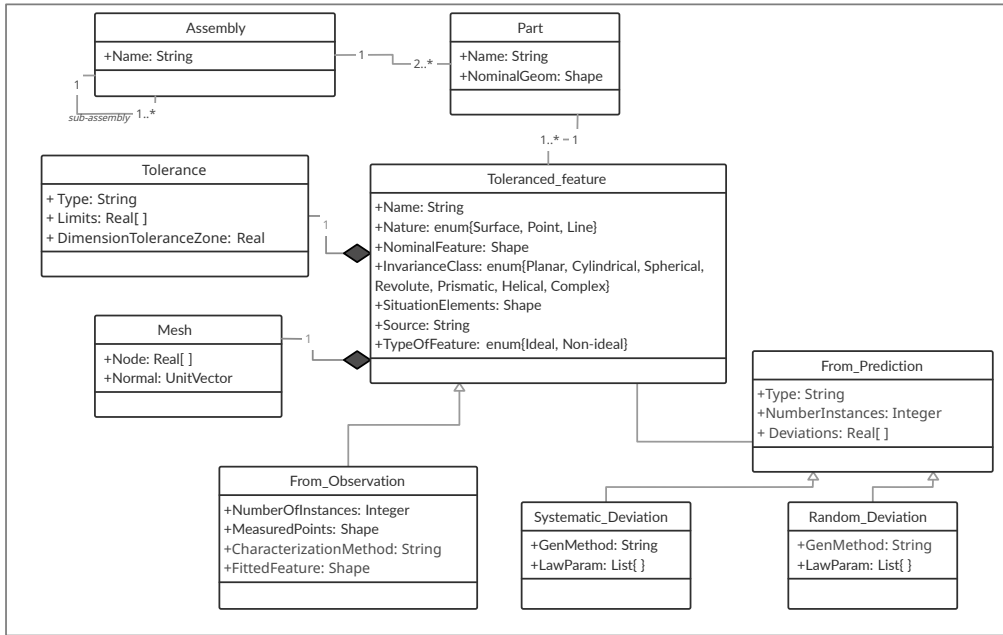 Assembly
+Name: String
1
1..*
sub-assembly
1
2..*
Part
+Name: String
+NominalGeom: Shape
1..* – 1
Tolerance
+ Type: String
+ Limits: Real[ ]
+ DimensionToleranceZone: Real
1
Toleranced_feature
+Name: String
+Nature: enum{Surface, Point, Line}
+NominalFeature: Shape
+InvarianceClass: enum{Planar, Cylindrical, Spherical,
Revolute, Prismatic, Helical, Complex}
+SituationElements: Shape
+Source: String
+TypeOfFeature: enum{Ideal, Non-ideal}
Mesh
+Node: Real[ ]
+Normal: UnitVector
1
From_Prediction
+Type: String
+NumberInstances: Integer
+ Deviations: Real[ ]
From_Observation
+NumberOfInstances: Integer
+MeasuredPoints: Shape
+CharacterizationMethod: String
+FittedFeature: Shape
Systematic_Deviation
+GenMethod: String
+LawParam: List{ }
Random_Deviation
+GenMethod: String
+LawParam: List{ }